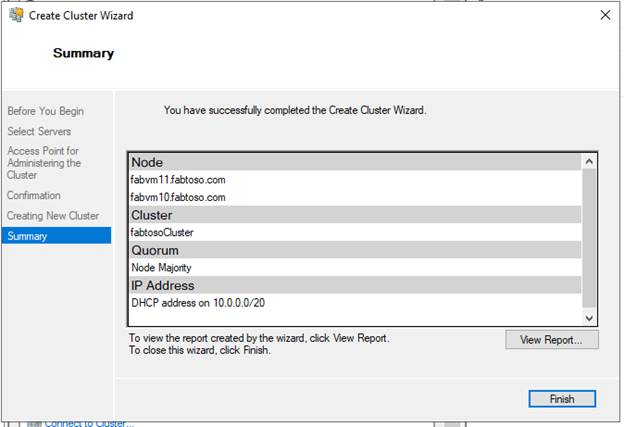 Create Cluster Wizard
Summary
Before You Begin
Select Servers
Access Point for
Administering the
Cluster
Confirmation
Creating New Cluster
Summary
You have successfully completed the Create Cluster Wizard.
Node
fabvm11.fabtoso.com
fabvm10.fabtoso.com
Cluster
fabtosoCluster
Quorum
Node Majority
IP Address
DHCP address on 10.0.0.0/20
To view the report created by the wizard, click View Report.
To close this wizard, click Finish.
View Report...
Finish
Connect to Cluster...